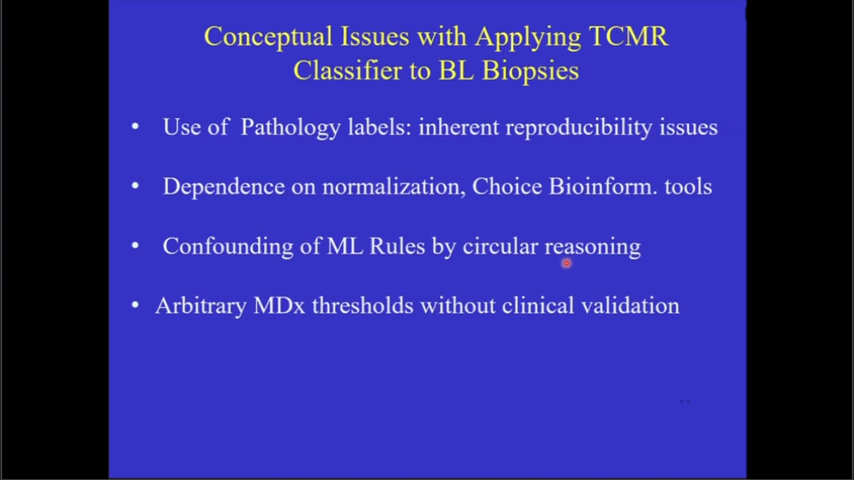 Conceptual Issues with Applying TCMR
Classifier to BL Biopsies
• Use of Pathology labels: inherent reproducibility issues
• Dependence on normalization, Choice Bioinform. tools
• Confounding of ML Rules by circular reasoning
• Arbitrary MDx thresholds without clinical validation